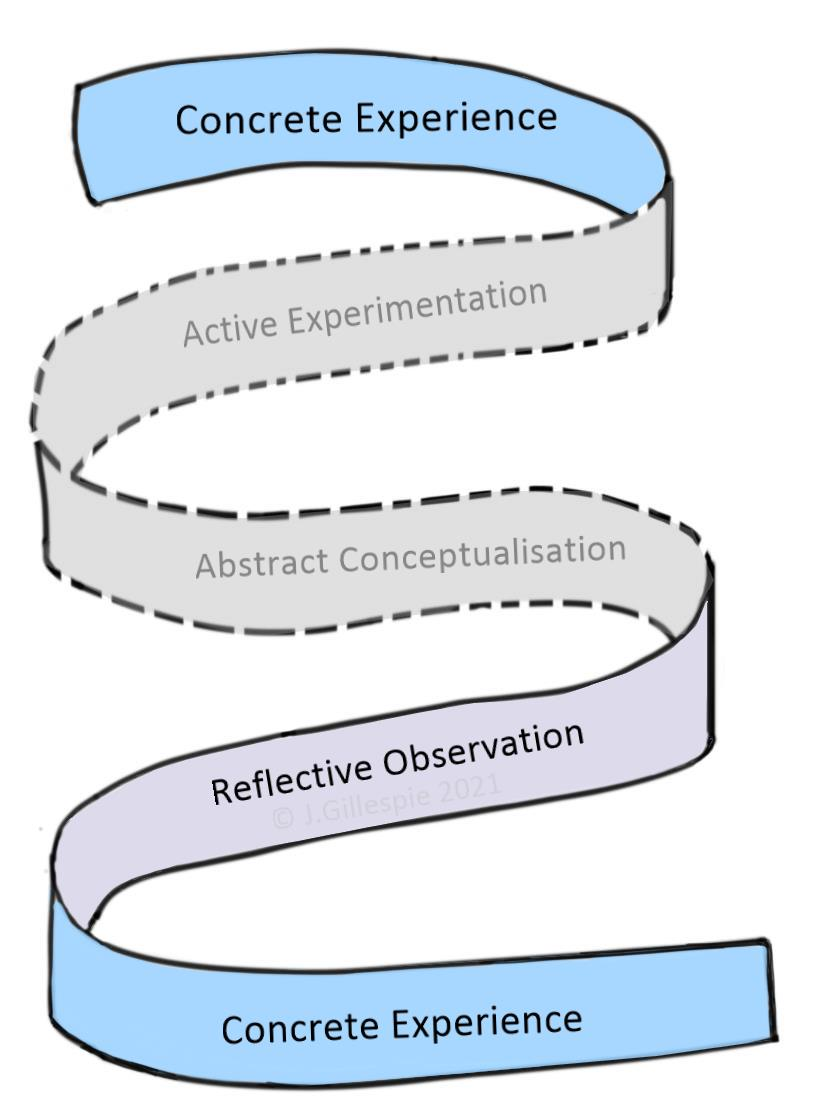 Concrete Experience
Active Experimentation
Abstract Conceptualisation
Reflective Observation
© J.Gillespie 2021
Concrete Experience